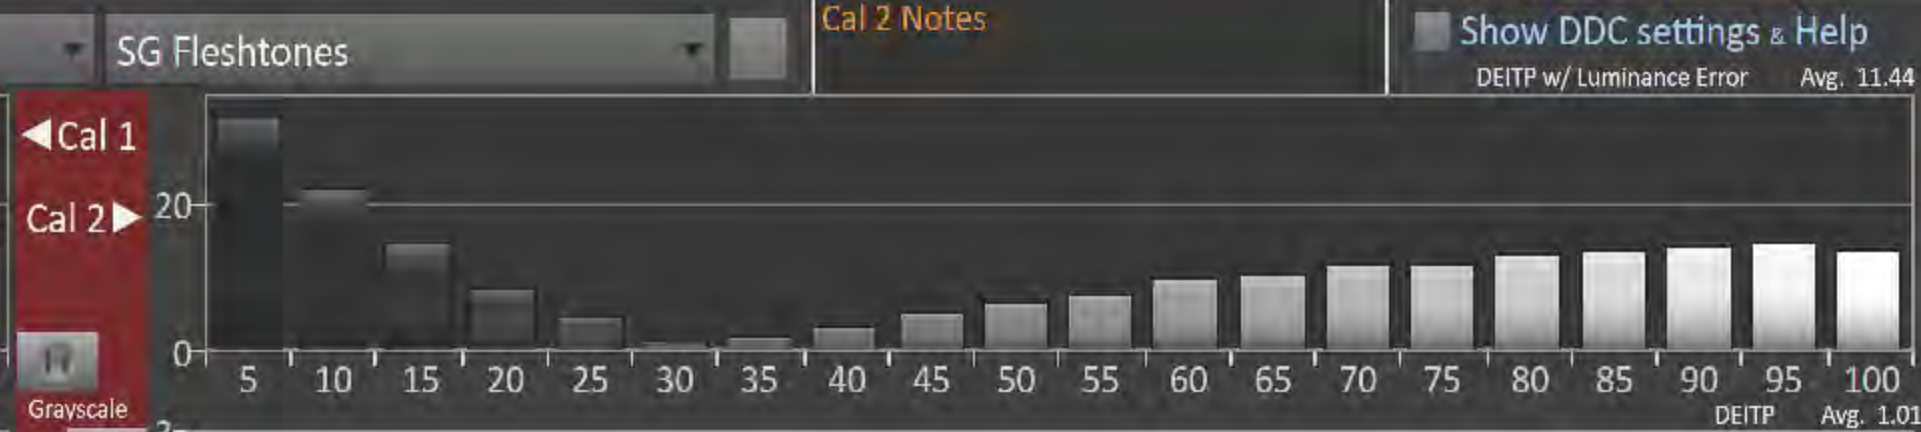 SG Fleshtones
Cal 2 Notes
Show DDC settings & Help
DEITP w/ Luminance Error Avg. 11.44
◀Cal 1
Cal 2▶
20
0
5 10 15 20 25 30 35 40 45 50 55 60 65 70 75 80 85 90 95 100
Grayscale
DEITP Avg. 1.01